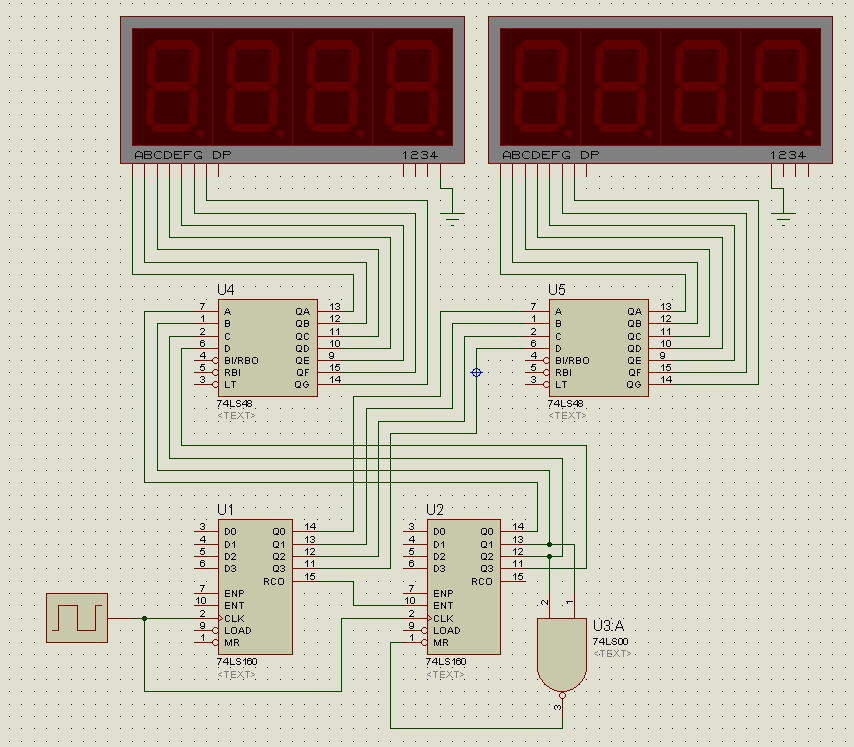 ABCDEFG DP 1234
ABCDEFG DP 1234
U4
7 A QA 13
1 B QB 12
2 C QC 11
6 D QD 10
4 BI/RBO QE 9
5 RBI QF 15
3 LT QG 14
74LS48
<TEXT>
U5
7 A QA 13
1 B QB 12
2 C QC 11
6 D QD 10
4 BI/RBO QE 9
5 RBI QF 15
3 LT QG 14
74LS48
<TEXT>
U1
3 D0 Q0 14
4 D1 Q1 13
5 D2 Q2 12
6 D3 Q3 11
RCO 15
7 ENP
10 ENT
2 CLK
9 LOAD
1 MR
74LS160
<TEXT>
U2
3 D0 Q0 14
4 D1 Q1 13
5 D2 Q2 12
6 D3 Q3 11
RCO 15
7 ENP
10 ENT
2 CLK
9 LOAD
1 MR
74LS160
<TEXT>
2 1
U3:A
74LS00
<TEXT>
3